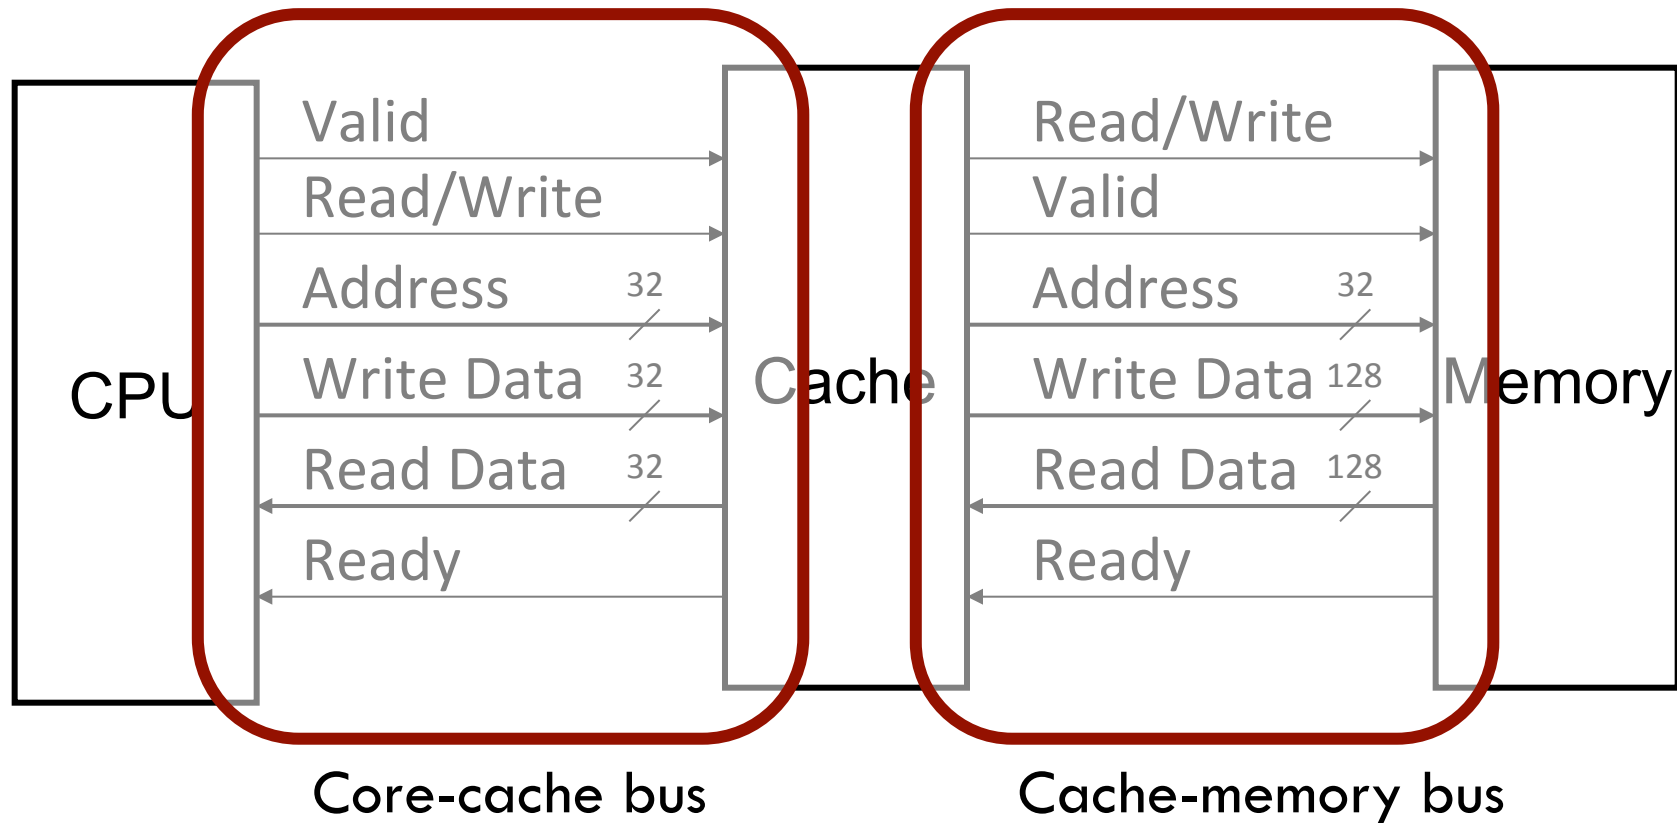 CPU
Valid
Read/Write
Address 32
Write Data 32
Read Data 32
Ready
Cache
Read/Write
Valid
Address 32
Write Data 128
Read Data 128
Ready
Memory
Core-cache bus
Cache-memory bus